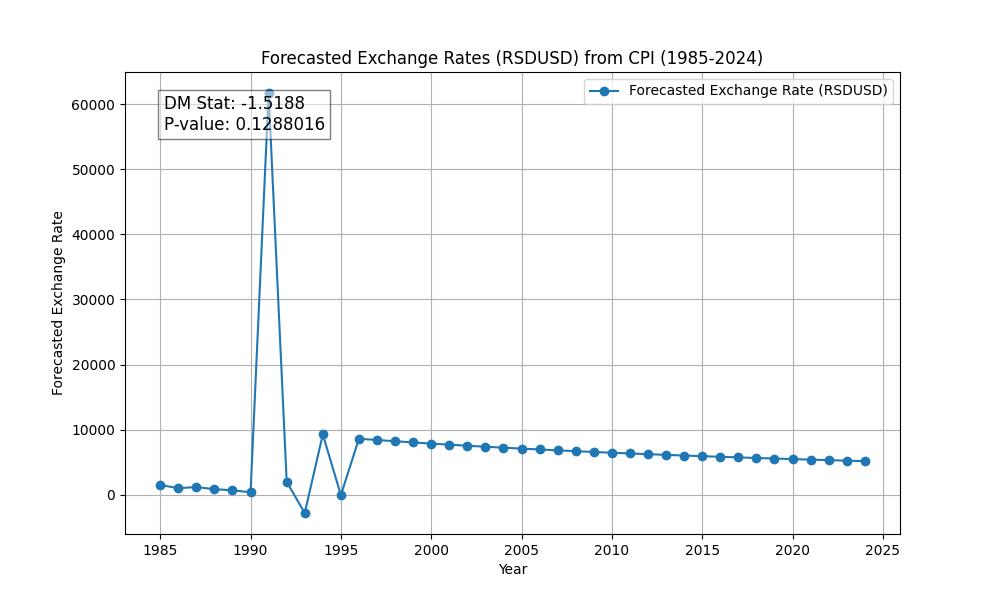 Forecasted Exchange Rates (RSDUSD) from CPI (1985-2024)
DM Stat: -1.5188
P-value: 0.1288016
Forecasted Exchange Rate (RSDUSD)
Forecasted Exchange Rate
60000
50000
40000
30000
20000
10000
0
1985 1990 1995 2000 2005 2010 2015 2020 2025
Year